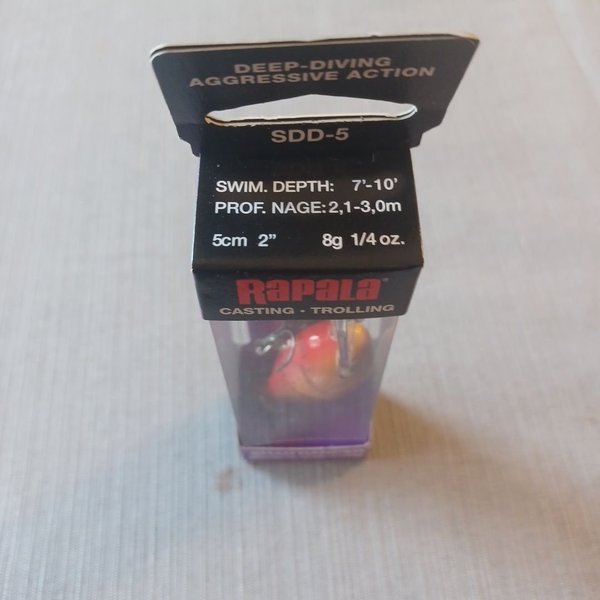 DEEP-DIVING
AGGRESSIVE ACTION
SDD-5
SWIM. DEPTH: 7'-10'
PROF. NAGE: 2,1-3,0m
5cm 2" 8g 1/4 oz.
RAPALA™
CASTING • TROLLING